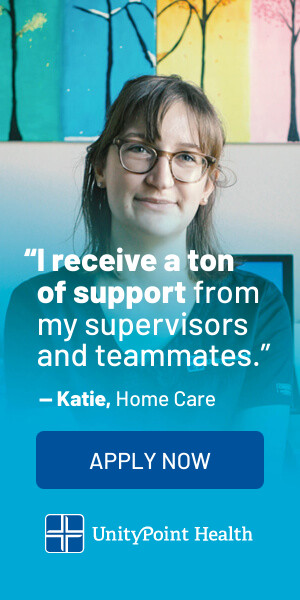 “I receive a ton
of support from
my supervisors
and teammates.”
– Katie, Home Care
APPLY NOW
UnityPoint Health